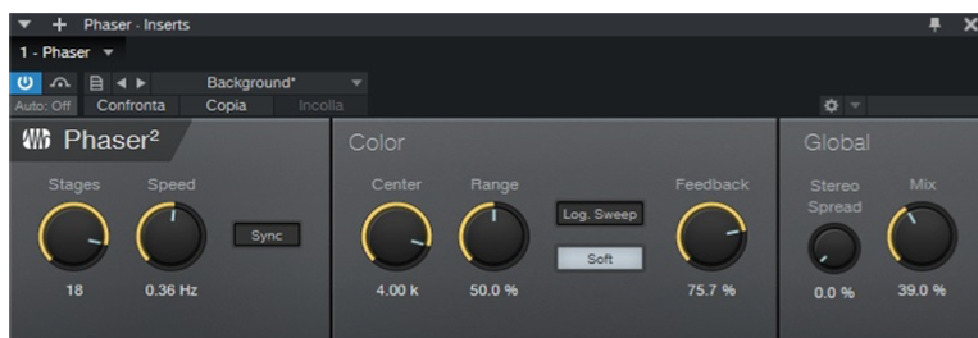 Phaser - Inserts
1 - Phaser
Background*
Auto: Off Confronta Copia Incolla
Phaser²
Color
Global
Stages Speed Center Range Feedback Stereo Spread Mix
Sync
Log. Sweep
Soft
18 0.36 Hz 4.00 k 50.0 % 75.7 % 0.0 % 39.0 %